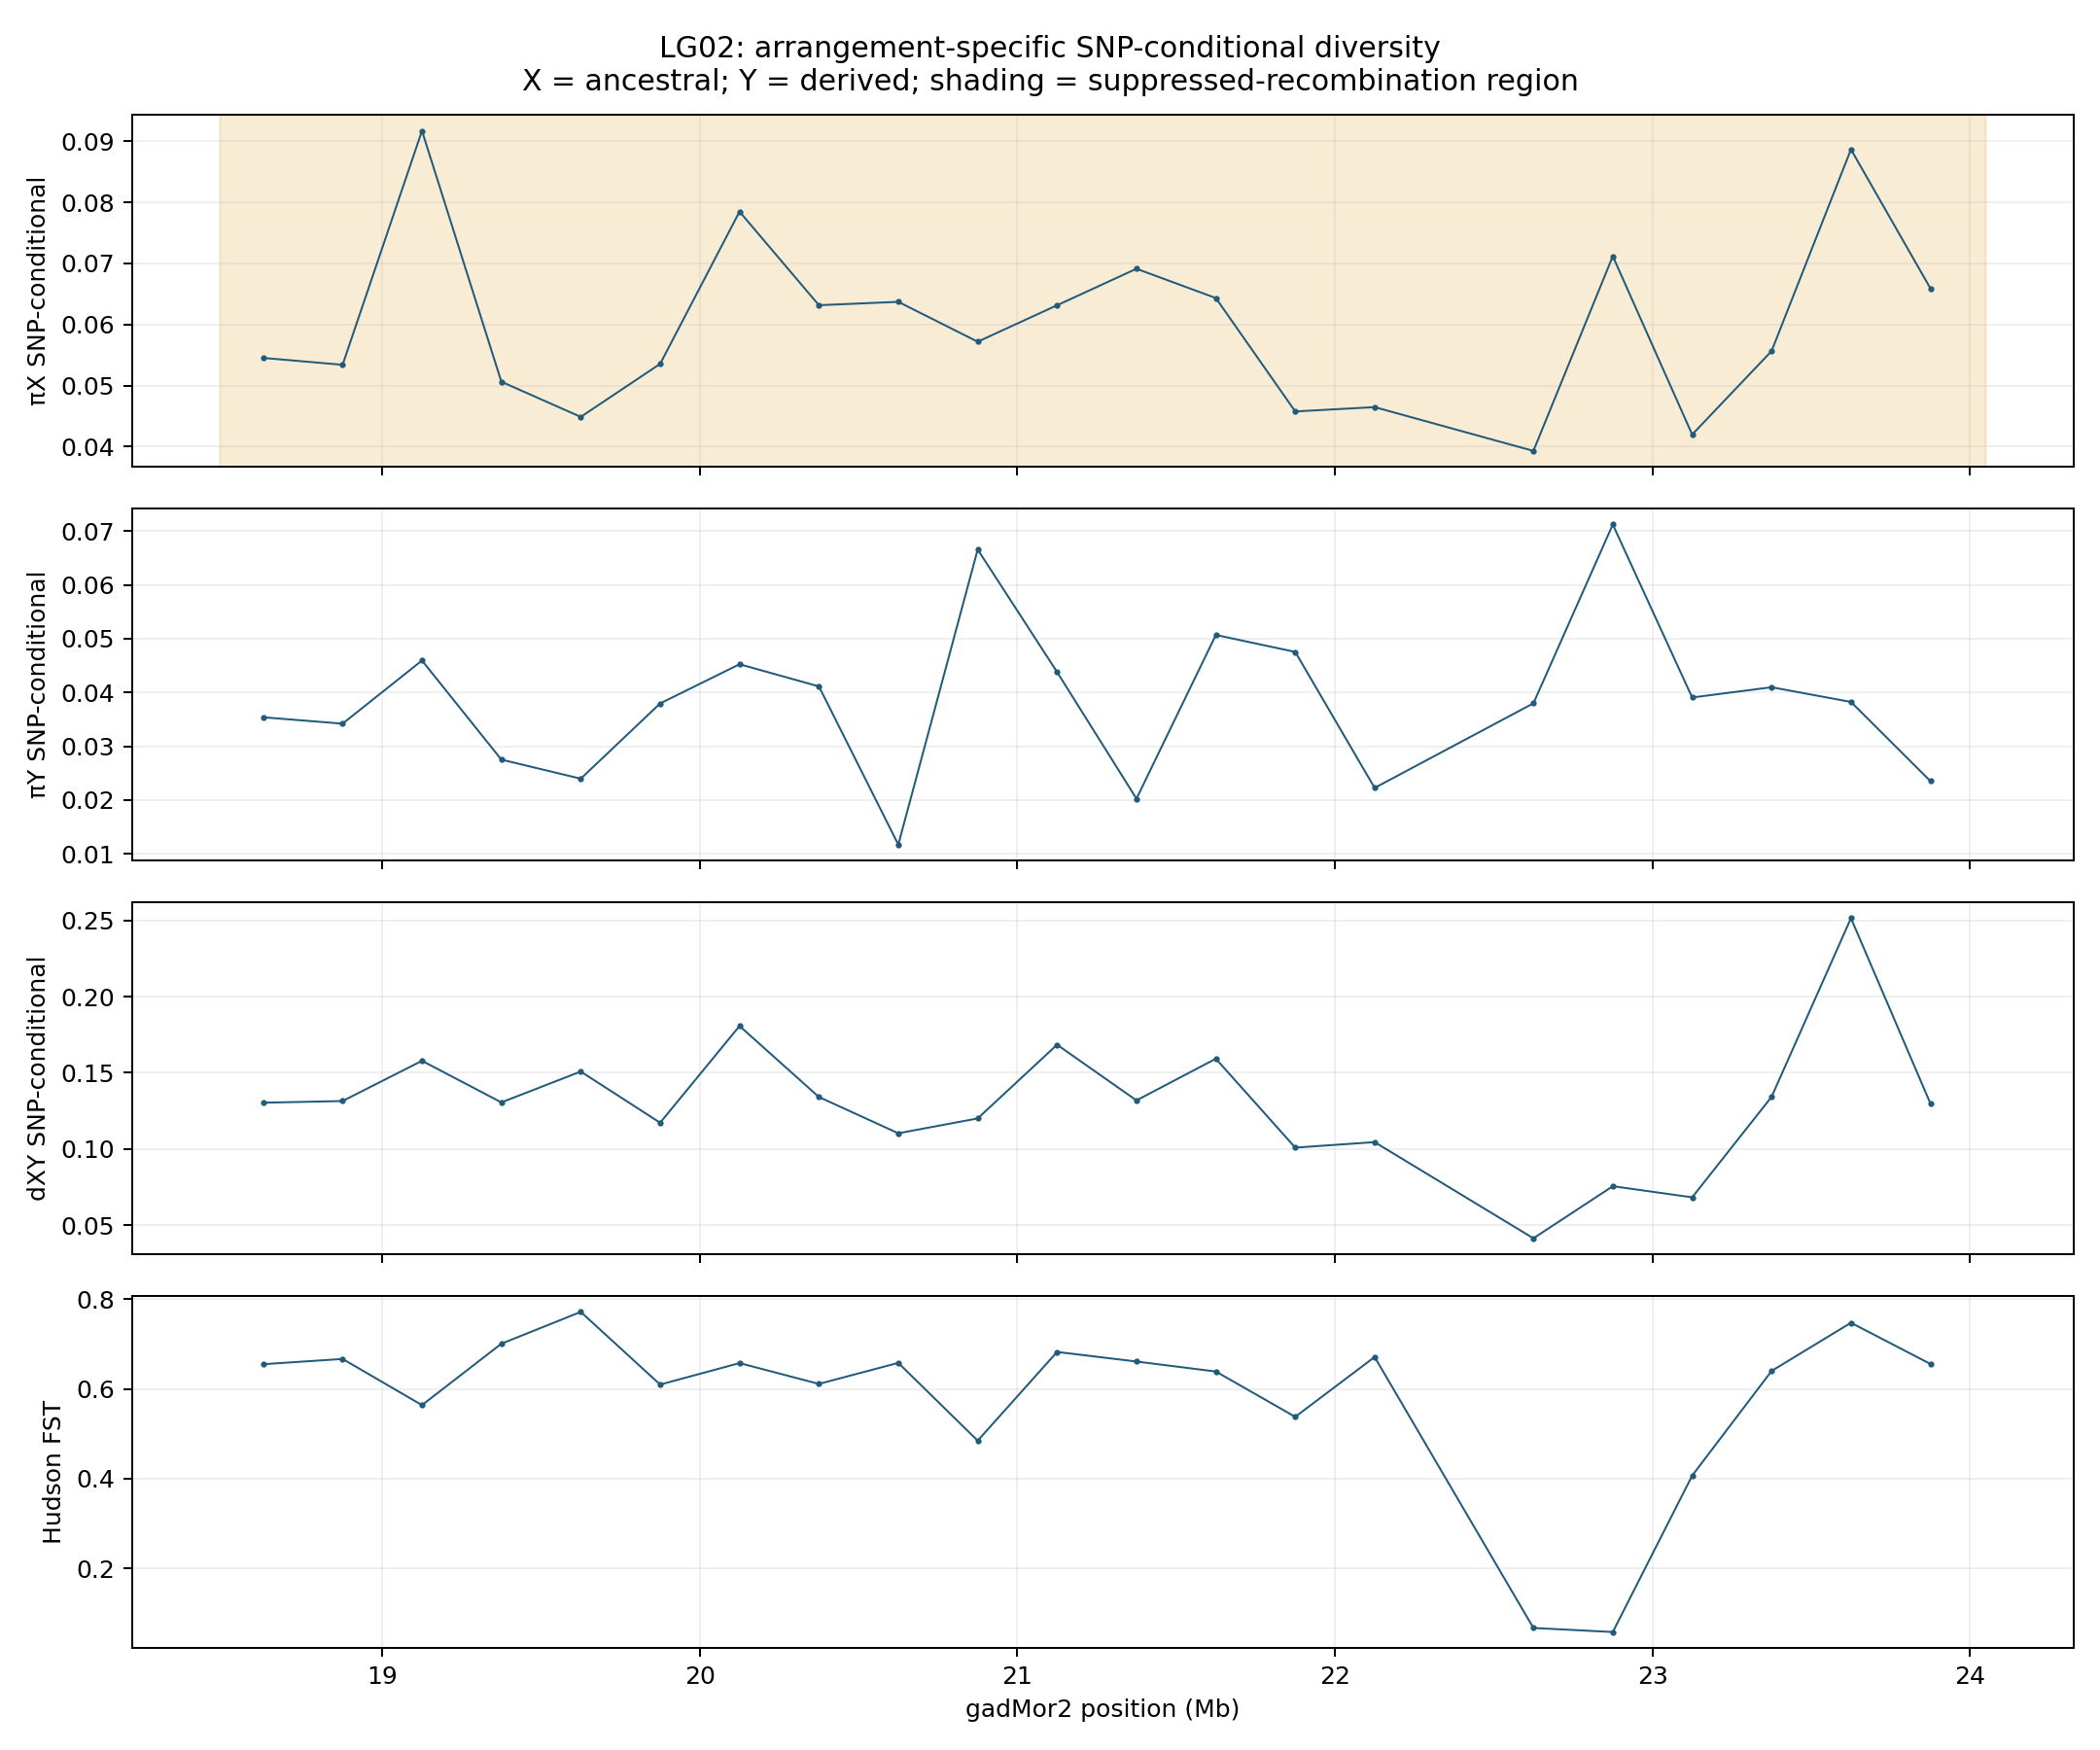 LG02: arrangement-specific SNP-conditional diversity
X = ancestral; Y = derived; shading = suppressed-recombination region
πX SNP-conditional
0.09
0.08
0.07
0.06
0.05
0.04
πY SNP-conditional
0.07
0.06
0.05
0.04
0.03
0.02
0.01
dXY SNP-conditional
0.25
0.20
0.15
0.10
0.05
Hudson FST
0.8
0.6
0.4
0.2
19 20 21 22 23 24
gadMor2 position (Mb)